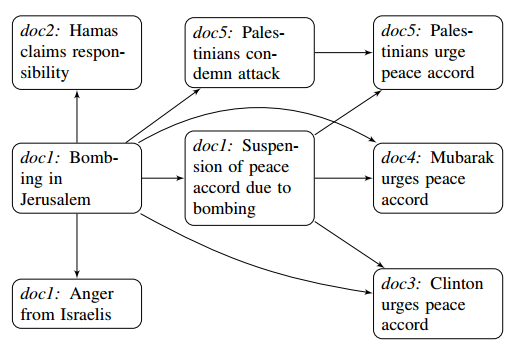 doc2: Hamas
claims respon-
sibility
doc5: Pales-
tinians con-
demn attack
doc5: Pales-
tinians urge
peace accord
doc1: Bomb-
ing in
Jerusalem
doc1: Suspen-
sion of peace
accord due to
bombing
doc4: Mubarak
urges peace
accord
doc1: Anger
from Israelis
doc3: Clinton
urges peace
accord